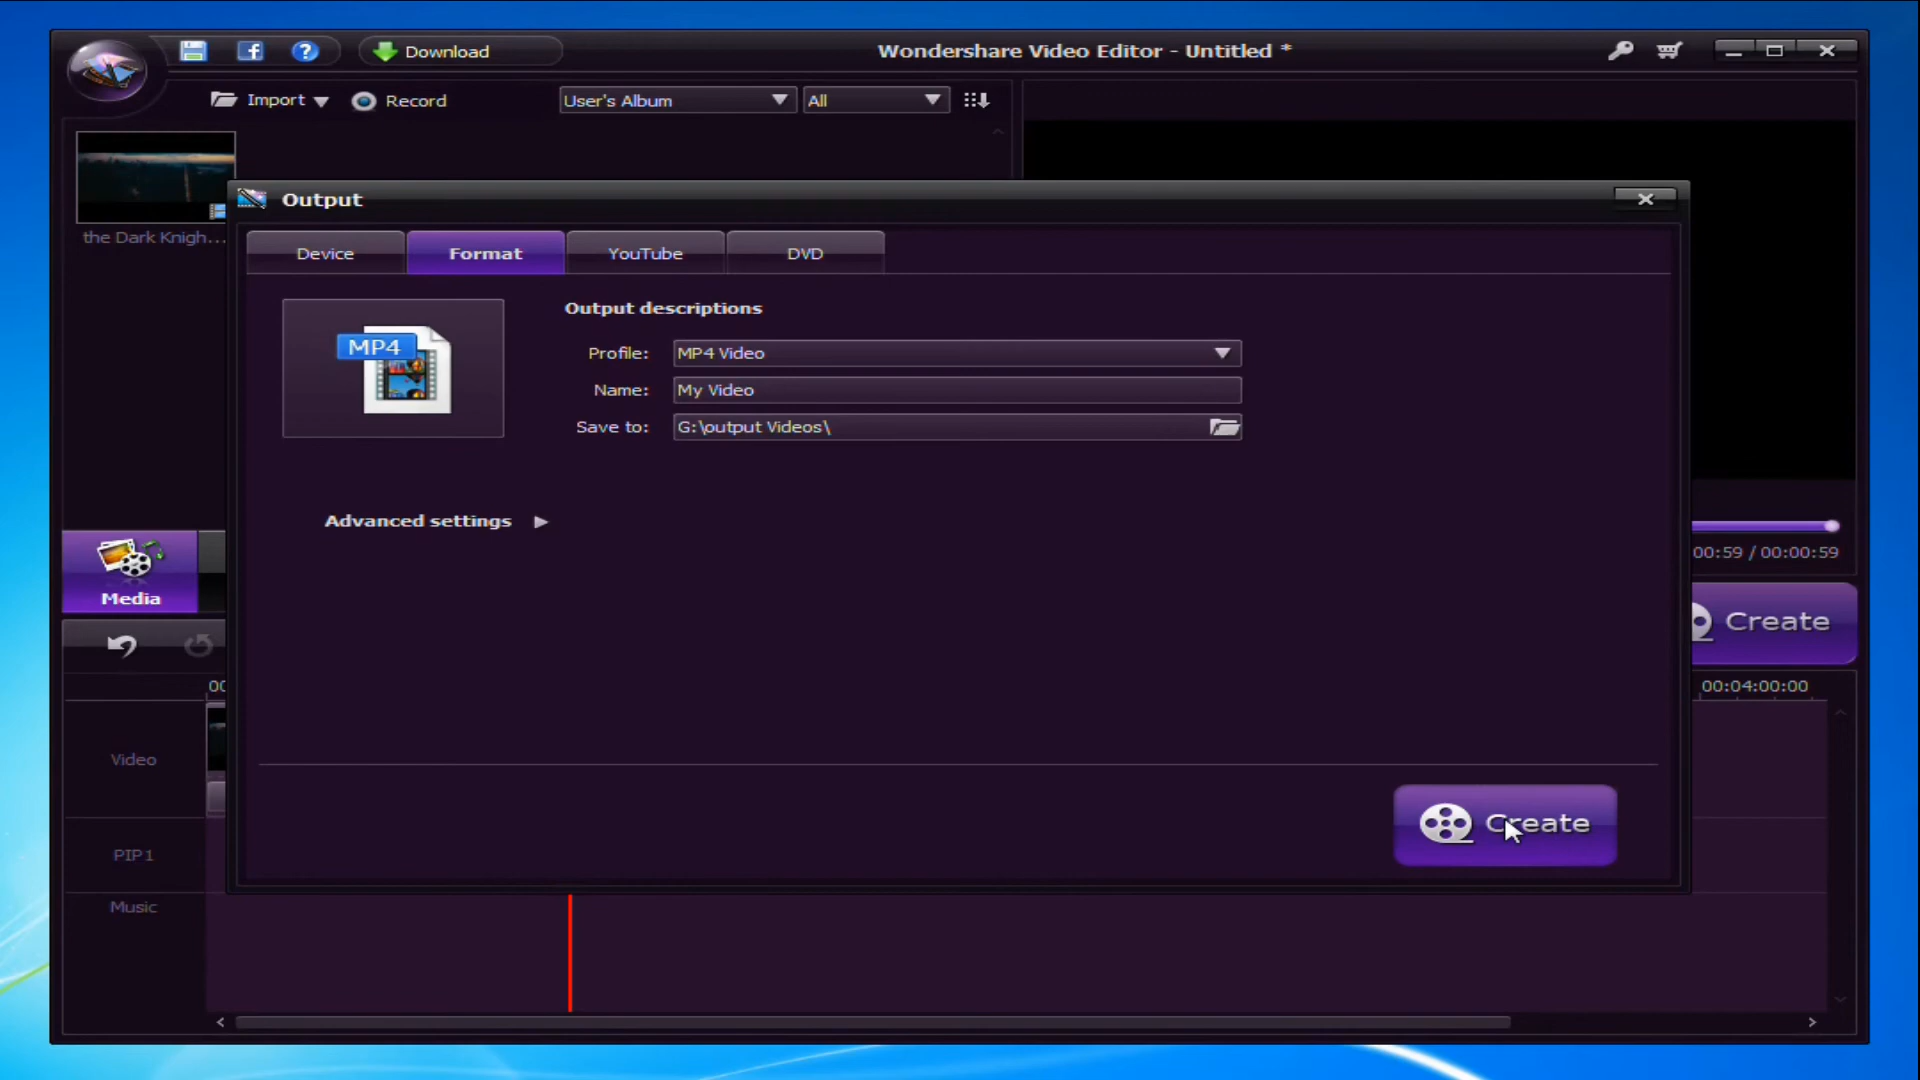 Download
Wondershare Video Editor - Untitled *
Import
Record
User's Album
All
the Dark Knigh...
Output
Device
Format
YouTube
DVD
MP4
Output descriptions
Profile: MP4 Video
Name: My Video
Save to: G:\output Videos\
Advanced settings
00:59 / 00:00:59
Media
Create
00
00:04:00:00
Video
Create
PIP1
Music